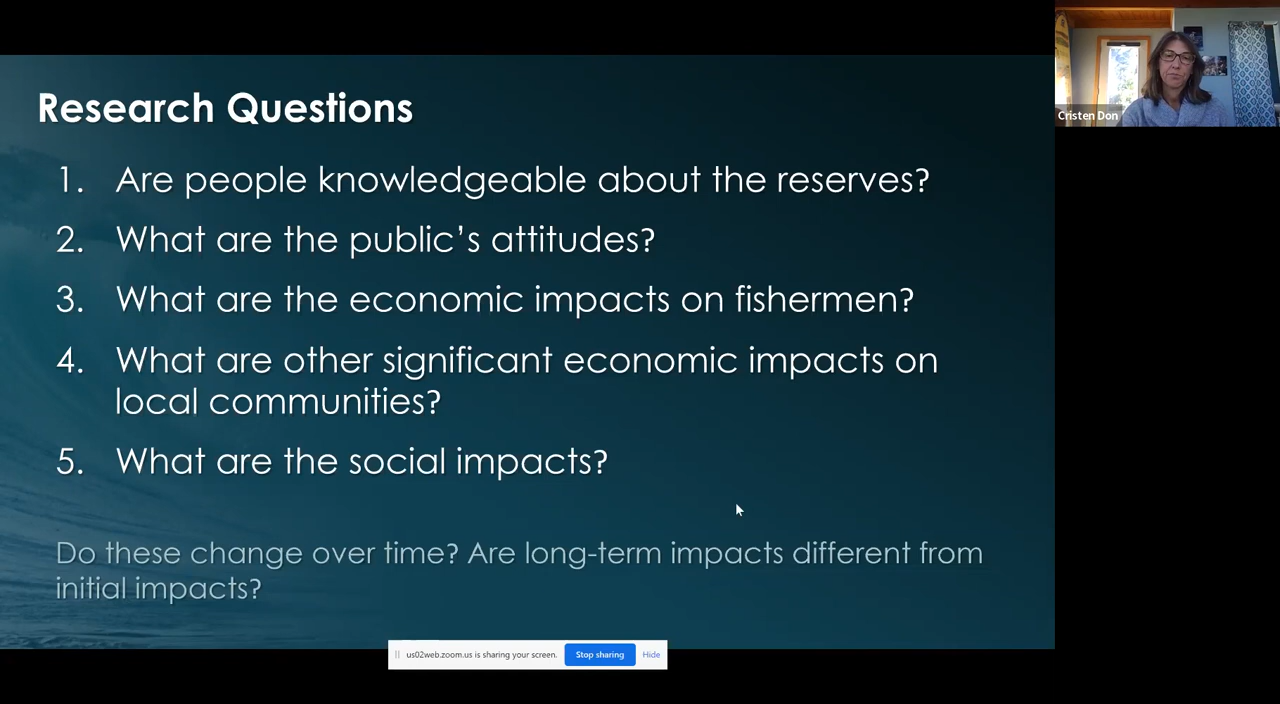 Research Questions
1. Are people knowledgeable about the reserves?
2. What are the public’s attitudes?
3. What are the economic impacts on fishermen?
4. What are other significant economic impacts on
local communities?
5. What are the social impacts?
Do these change over time? Are long-term impacts different from
initial impacts?
Cristen Don
us02web.zoom.us is sharing your screen.
Stop sharing
Hide